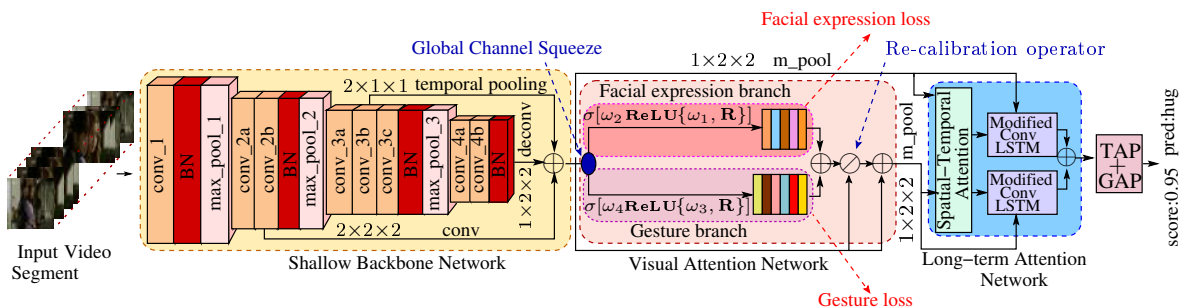 Facial expression loss
Global Channel Squeeze
Re-calibration operator
1×2×2 m_pool
2×1×1 temporal pooling
Facial expression branch
σ[ω₂ReLU{ω₁, R}]
conv_1
BN
max_pool_1
conv_2a
conv_2b
BN
max_pool_2
conv_3a
conv_3b
conv_3c
BN
max_pool_3
conv_4a
conv_4b
BN
1×2×2 deconv
2×2×2 conv
σ[ω₄ReLU{ω₃, R}]
Gesture branch
m_pool
1×2×2
Spatial-Temporal
Attention
Modified
Conv
LSTM
Modified
Conv
LSTM
TAP
+
GAP
pred:hug
score:0.95
Input Video
Segment
Shallow Backbone Network
Visual Attention Network
Long-term Attention
Network
Gesture loss